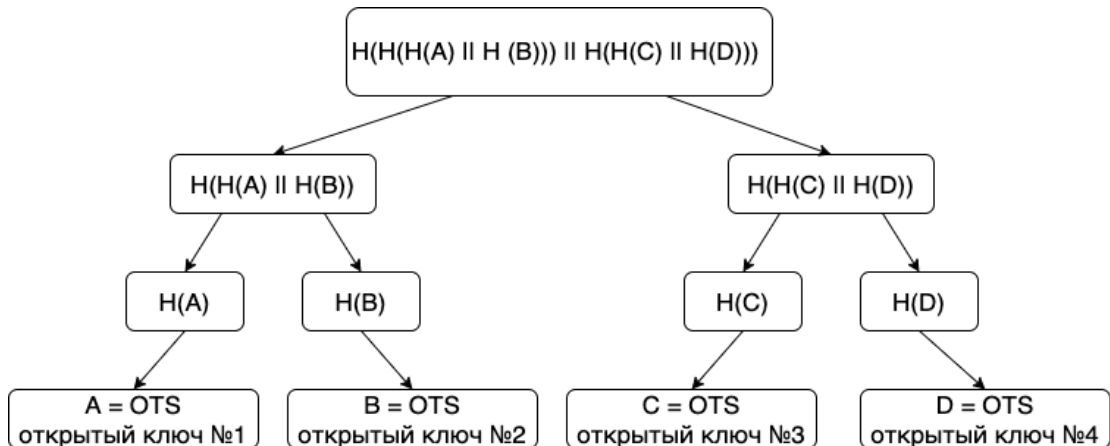 H(H(H(A) || H (B))) || H(H(C) || H(D)))
H(H(A) || H(B))
H(H(C) || H(D))
H(A)
H(B)
H(C)
H(D)
A = OTS
открытый ключ №1
B = OTS
открытый ключ №2
C = OTS
открытый ключ №3
D = OTS
открытый ключ №4